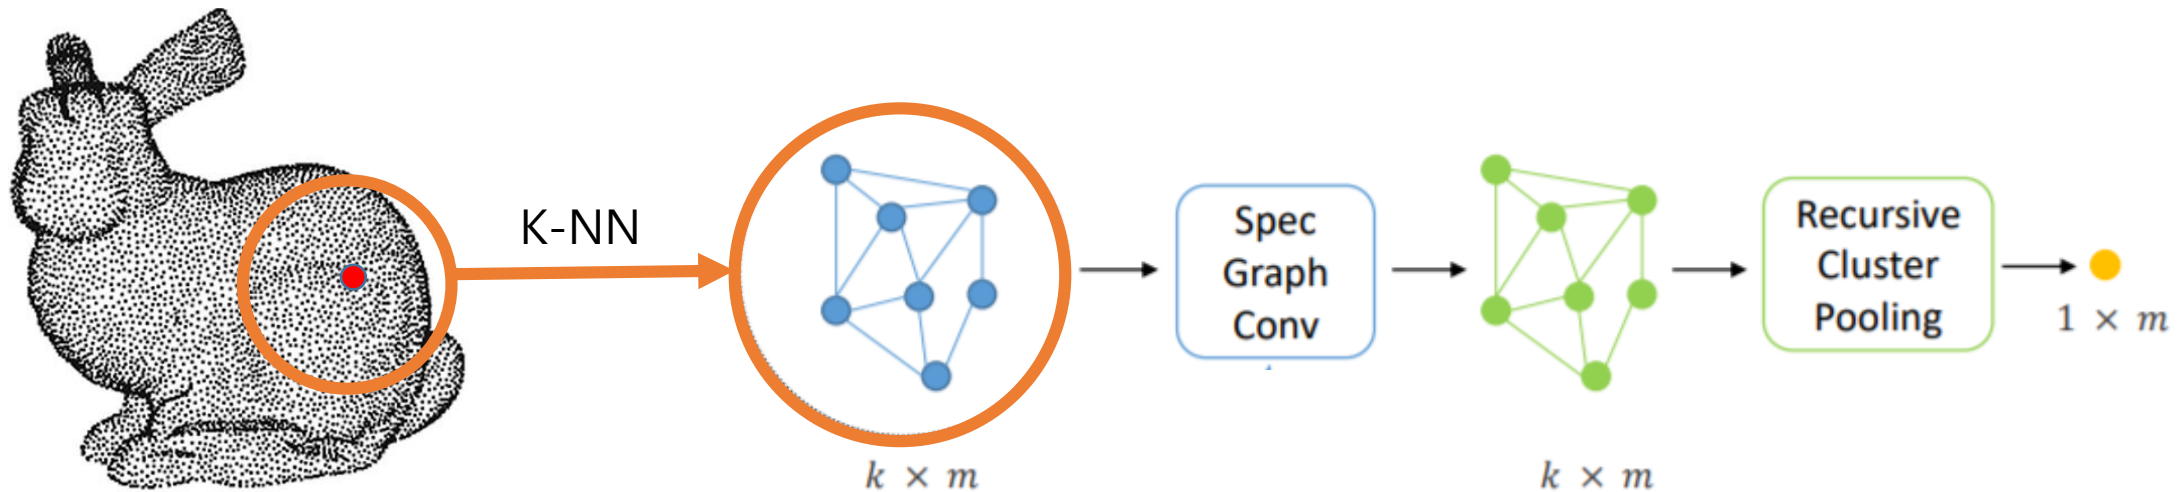 K-NN
k × m
Spec
Graph
Conv
k × m
Recursive
Cluster
Pooling
1 × m